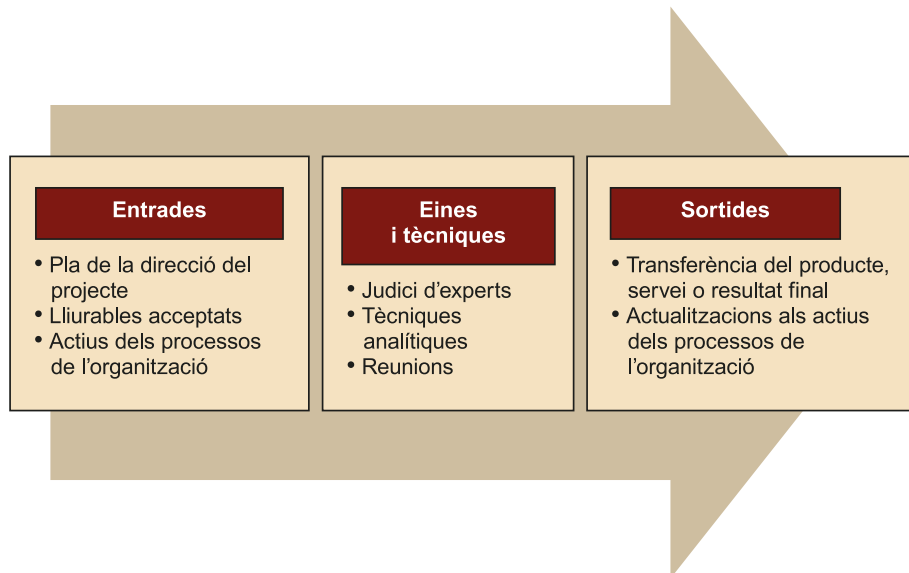 Entrades
• Pla de la direcció del
projecte
• Lliurables acceptats
• Actius dels processos
de l’organització
Eines
i tècniques
• Judici d’experts
• Tècniques
analítiques
• Reunions
Sortides
• Transferència del producte,
servei o resultat final
• Actualitzacions als actius
dels processos de
l’organització